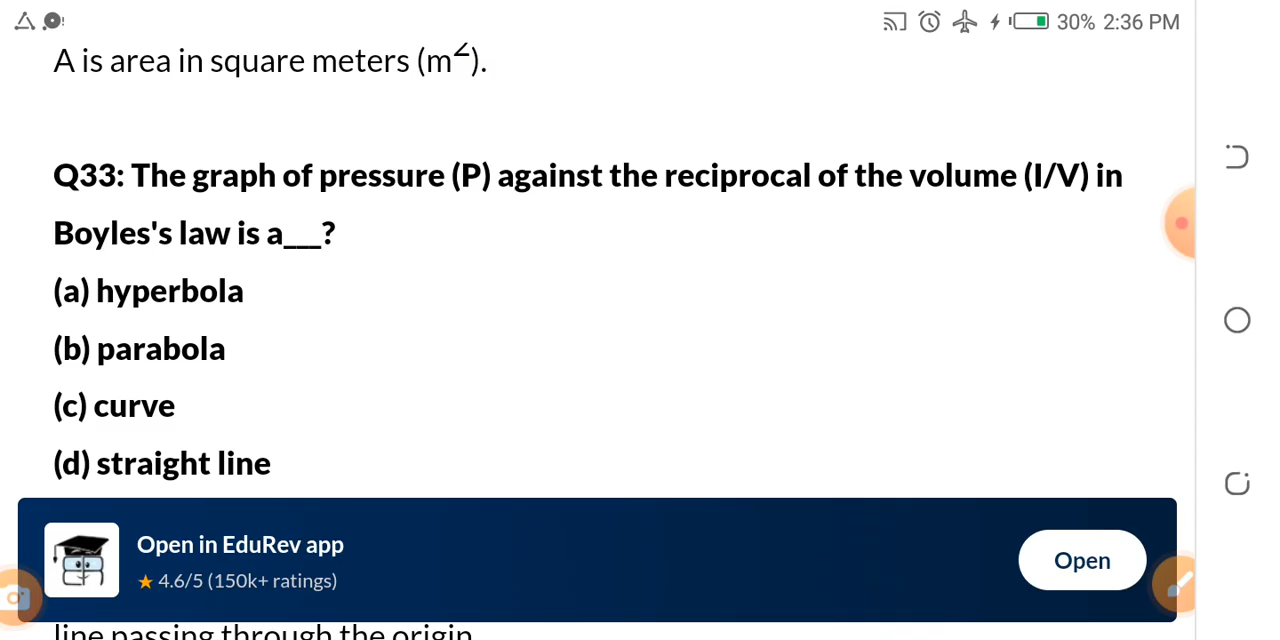 30% 2:36 PM
A is area in square meters (m²).
Q33: The graph of pressure (P) against the reciprocal of the volume (I/V) in
Boyles's law is a___?
(a) hyperbola
(b) parabola
(c) curve
(d) straight line
Open in EduRev app
★ 4.6/5 (150k+ ratings)
Open
line passing through the origin